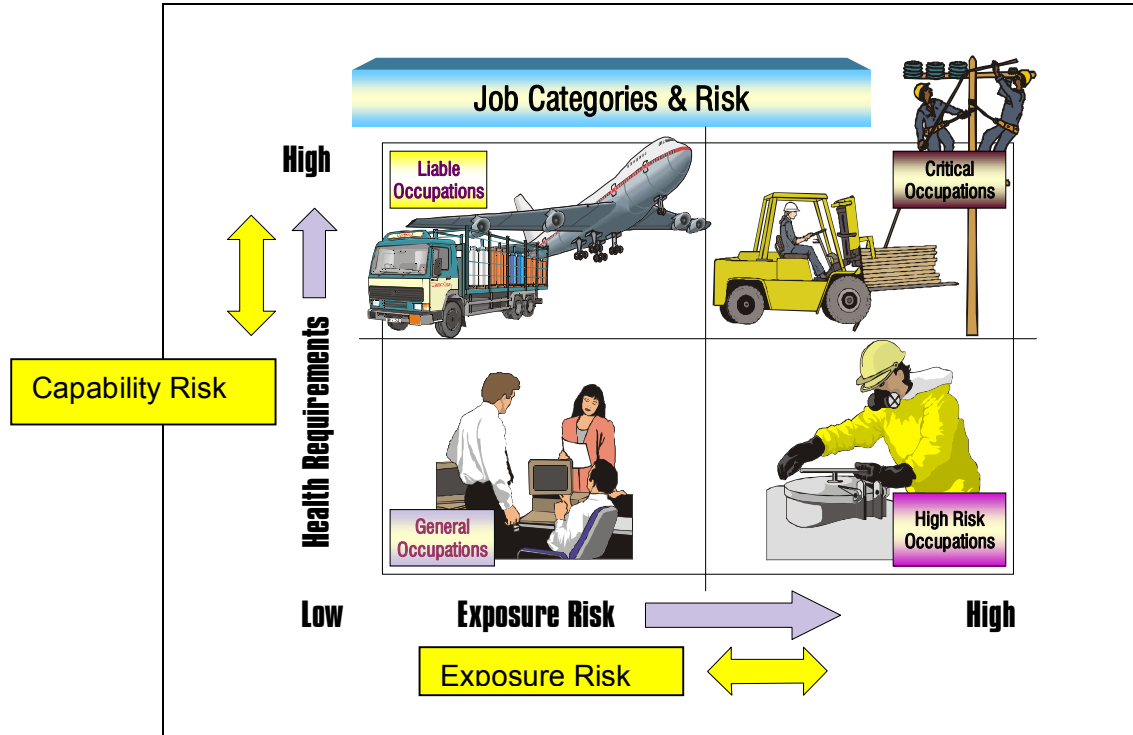 Job Categories & Risk
High
Liable
Occupations
Critical
Occupations
Capability Risk
Health Requirements
General
Occupations
High Risk
Occupations
Low
Exposure Risk
High
Exposure Risk